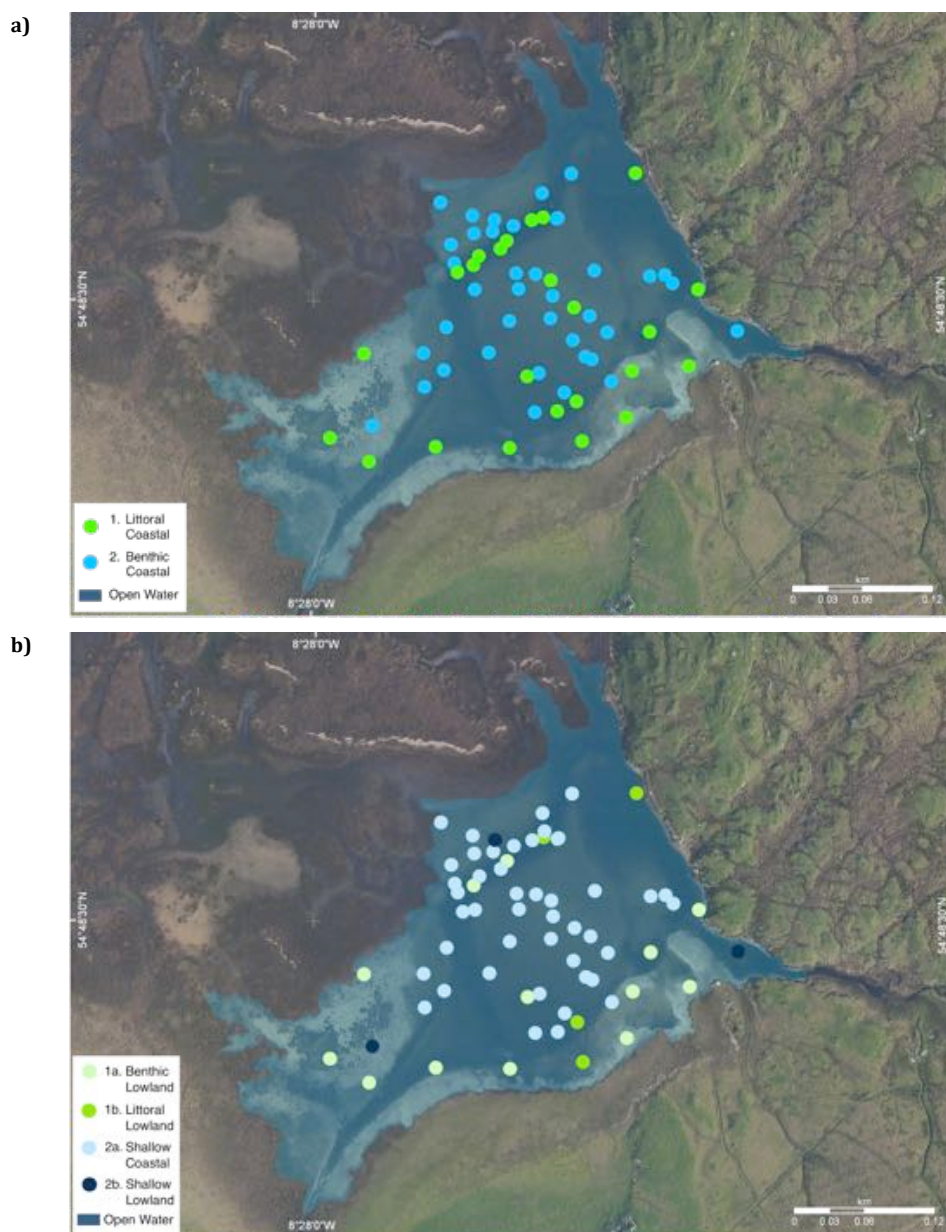 a)
8°28'0"W
54°48'30"N
54°48'30"N
1. Littoral
Coastal
2. Benthic
Coastal
Open Water
km
0 0.03 0.06 0.12
8°28'0"W
b)
8°28'0"W
54°48'30"N
54°48'30"N
1a. Benthic
Lowland
1b. Littoral
Lowland
2a. Shallow
Coastal
2b. Shallow
Lowland
Open Water
km
0 0.03 0.06 0.12
8°28'0"W